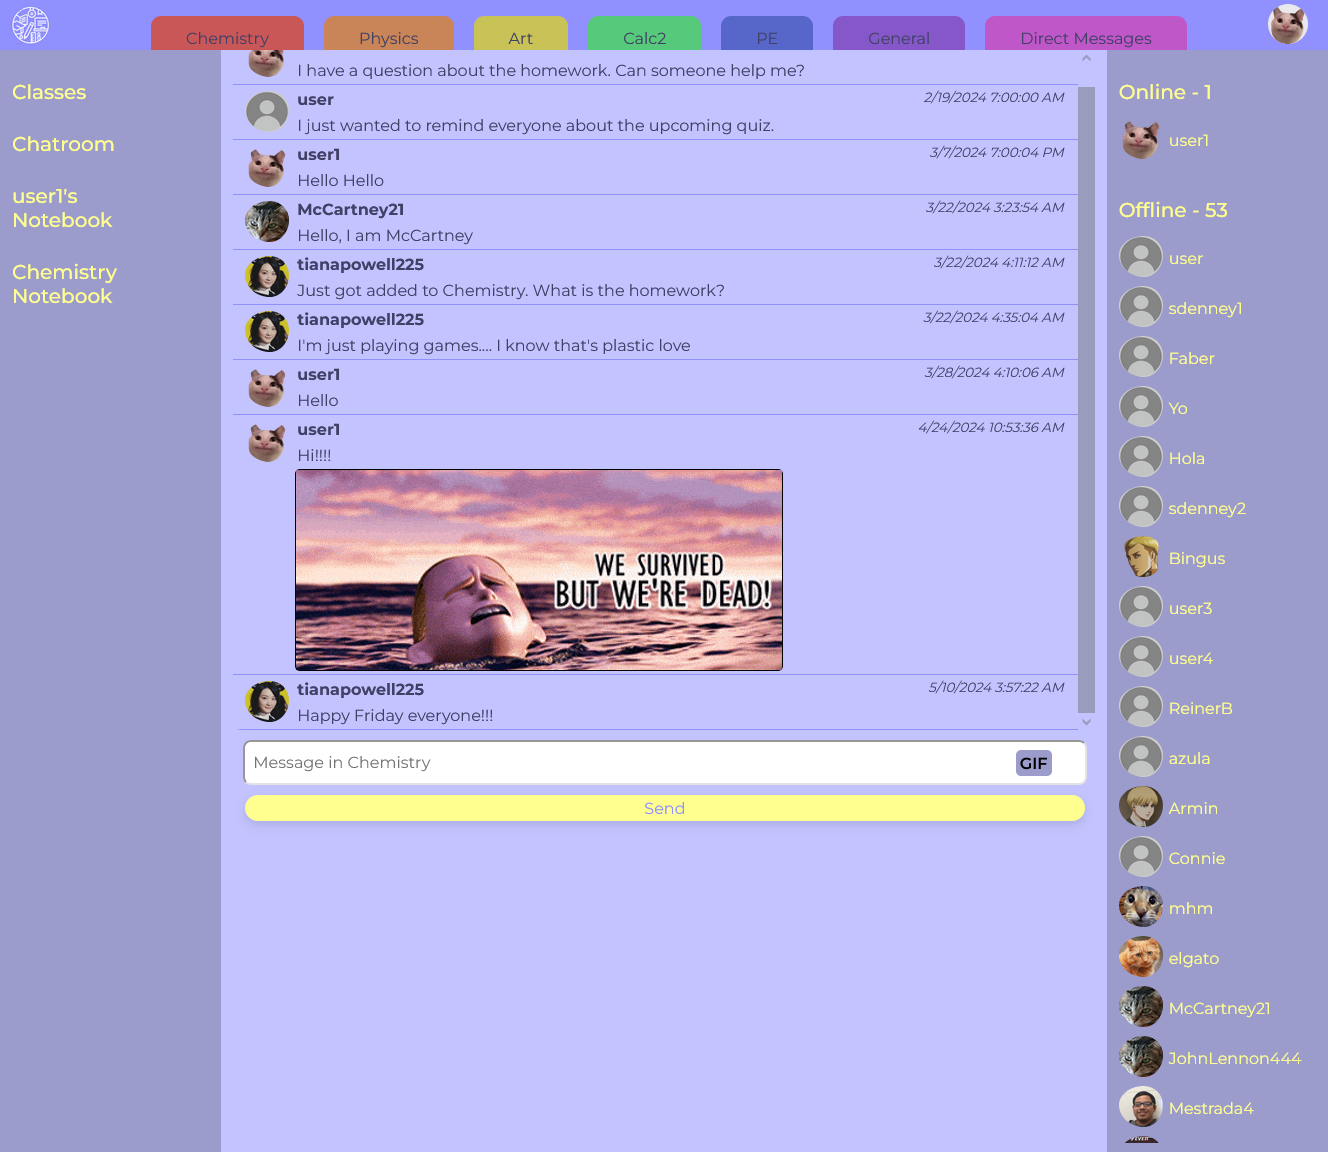 Chemistry
Physics
Art
Calc2
PE
General
Direct Messages
Classes
Chatroom
user1's
Notebook
Chemistry
Notebook
I have a question about the homework. Can someone help me?
user
2/19/2024 7:00:00 AM
I just wanted to remind everyone about the upcoming quiz.
user1
3/7/2024 7:00:04 PM
Hello Hello
McCartney21
3/22/2024 3:23:54 AM
Hello, I am McCartney
tianapowell225
3/22/2024 4:11:12 AM
Just got added to Chemistry. What is the homework?
tianapowell225
3/22/2024 4:35:04 AM
I'm just playing games.... I know that's plastic love
user1
3/28/2024 4:10:06 AM
Hello
user1
4/24/2024 10:53:36 AM
Hi!!!!
WE SURVIVED
BUT WE'RE DEAD!
tianapowell225
5/10/2024 3:57:22 AM
Happy Friday everyone!!!
Message in Chemistry
GIF
Send
Online - 1
user1
Offline - 53
user
sdenney1
Faber
Yo
Hola
sdenney2
Bingus
user3
user4
ReinerB
azula
Armin
Connie
mhm
elgato
McCartney21
JohnLennon444
Mestrada4